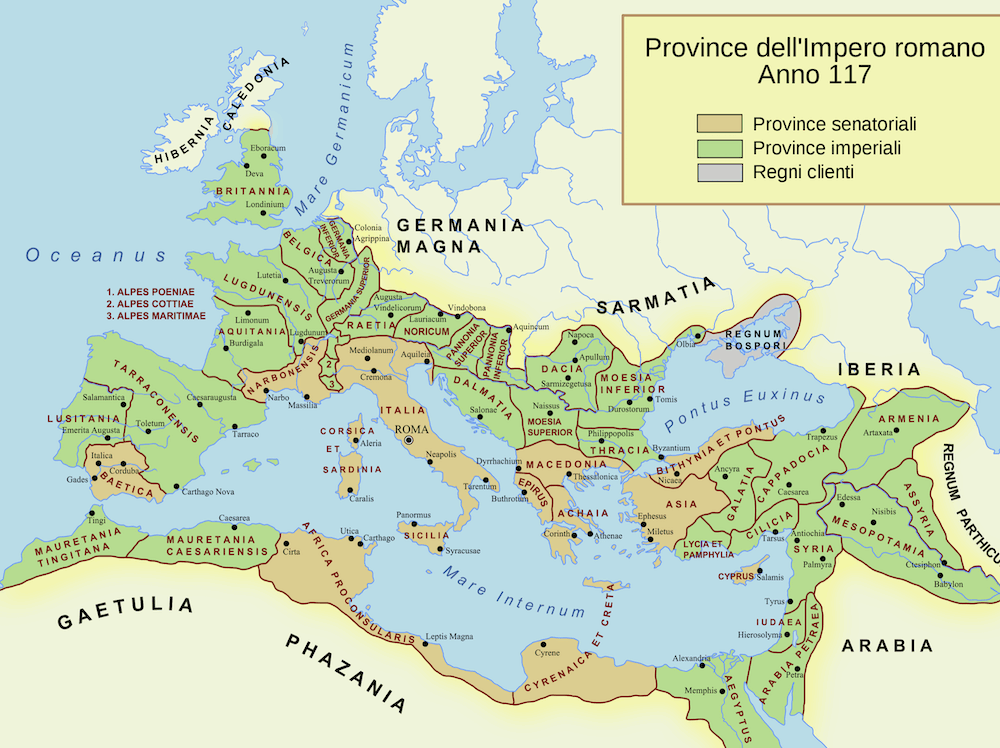 Province dell'Impero romano
Anno 117
Province senatoriali
Province imperiali
Regni clienti
CALEDONIA
HIBERNIA
Mare Germanicum
Eboracum
Deva
BRITANNIA
Londinium
Oceanus
GERMANIA
MAGNA
GERMANIA
INFERIOR
Colonia
Agrippina
BELGICA
Augusta
Treverorum
Lutetia
LUGDUNENSIS
GERMANIA SUPERIOR
1. ALPES POENIAE
2. ALPES COTTIAE
3. ALPES MARITIMAE
Limonum
AQUITANIA
Burdigala
Lugdunum
Augusta
Vindelicorum
RAETIA
Lauriacum
NORICUM
Vindobona
PANNONIA
SUPERIOR
PANNONIA
INFERIOR
Aquincum
SARMATIA
Napoca
Apullum
DACIA
Sarmizegetusa
MOESIA
INFERIOR
Durostorum
Tomis
Olbia
REGNUM
BOSPORI
IBERIA
Pontus Euxinus
NARBONENSIS
Narbo
Massilia
1
2
3
Mediolanum
Cremona
Aquileia
DALMATIA
Salonae
Naissus
MOESIA
SUPERIOR
Philippopolis
THRACIA
Byzantium
TARRACONENSIS
Salamantica
Caesaraugusta
LUSITANIA
Emerita Augusta
Toletum
Tarraco
Italica
Corduba
Gades
BAETICA
Carthago Nova
CORSICA
ET
SARDINIA
Aleria
Caralis
ITALIA
ROMA
Neapolis
Tarentum
Dyrrhachium
Buthrotum
MACEDONIA
Thessalonica
EPIRUS
ACHAIA
Corinth
Athenae
BITHYNIA ET PONTUS
Nicaea
Trapezus
ARMENIA
Artaxata
Ancyra
GALATIA
CAPPADOCIA
Caesarea
ASIA
Ephesus
Miletus
LYCIA ET
PAMPHYLIA
CILICIA
Tarsus
Antiochia
SYRIA
Palmyra
Edessa
Nisibis
MESOPOTAMIA
ASSYRIA
Ctesiphon
Babylon
REGNUM PARTHICUM
CYPRUS
Salamis
Tingi
MAURETANIA
TINGITANA
Caesarea
MAURETANIA
CAESARIENSIS
Cirta
Utica
Carthago
AFRICA PROCONSULARIS
Panormus
SICILIA
Syracusae
Mare Internum
Leptis Magna
GAETULIA
PHAZANIA
Cyrene
CYRENAICA ET CRETA
Tyrus
IUDAEA
Hierosolyma
ARABIA PETRAEA
Petra
ARABIA
Alexandria
Memphis
AEGYPTUS